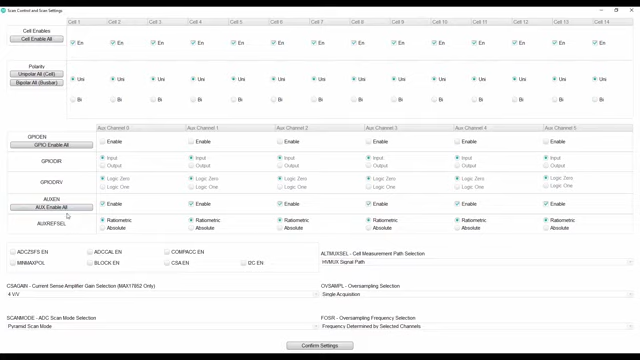 Scan Control and Scan Settings
Cell 1 Cell 2 Cell 3 Cell 4 Cell 5 Cell 6 Cell 7 Cell 8 Cell 9 Cell 10 Cell 11 Cell 12 Cell 13 Cell 14
Cell Enables
Cell Enable All
En En En En En En En En En En En En En En
Polarity
Unipolar All (Cell)
Bipolar All (Busbar)
Uni Uni Uni Uni Uni Uni Uni Uni Uni Uni Uni Uni Uni Uni
Bi Bi Bi Bi Bi Bi Bi Bi Bi Bi Bi Bi Bi Bi
Aux Channel 0 Aux Channel 1 Aux Channel 2 Aux Channel 3 Aux Channel 4 Aux Channel 5
GPIOEN
GPIO Enable All
Enable Enable Enable Enable Enable Enable
GPIODIR
Input Input Input Input Input Input
Output Output Output Output Output Output
GPIODRV
Logic Zero Logic Zero Logic Zero Logic Zero Logic Zero Logic Zero
Logic One Logic One Logic One Logic One Logic One Logic One
AUXEN
AUX Enable All
Enable Enable Enable Enable Enable Enable
AUXREFSEL
Ratiometric Ratiometric Ratiometric Ratiometric Ratiometric Ratiometric
Absolute Absolute Absolute Absolute Absolute Absolute
ADCZSFS EN ADCCAL EN COMPACC EN
MINMAXPOL BLOCK EN CSA EN I2C EN
ALTMUXSEL - Cell Measurement Path Selection
HVMUX Signal Path
CSAGAIN - Current Sense Amplifier Gain Selection (MAX17852 Only)
4 V/V
OVSAMPL - Oversampling Selection
Single Acquisition
SCANMODE - ADC Scan Mode Selection
Pyramid Scan Mode
FOSR - Oversampling Frequency Selection
Frequency Determined by Selected Channels
Confirm Settings